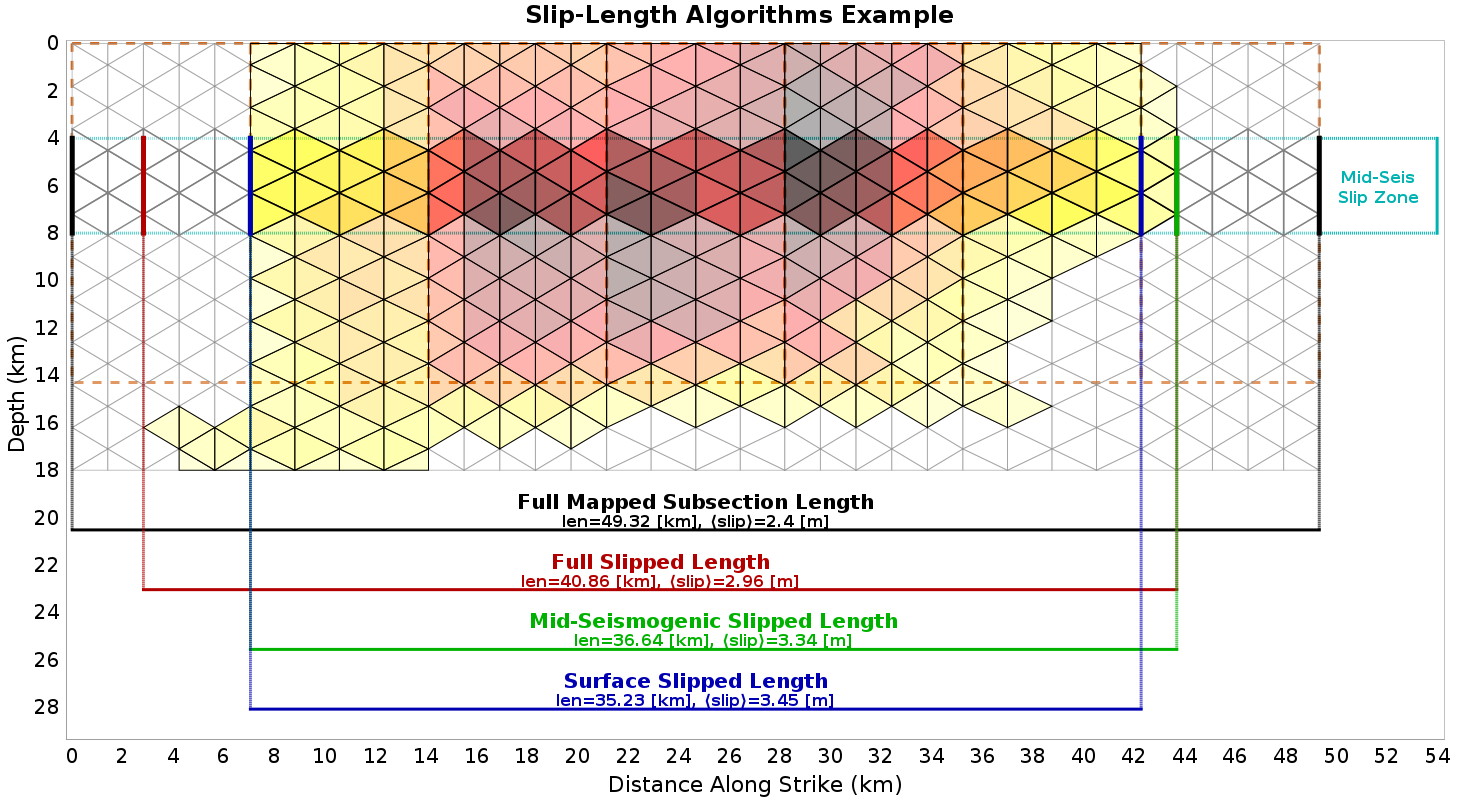 Slip-Length Algorithms Example
0
2
4
6
8
10
12
14
16
18
20
22
24
26
28
Depth (km)
Mid-Seis
Slip Zone
Full Mapped Subsection Length
len=49.32 [km], ⟨slip⟩=2.4 [m]
Full Slipped Length
len=40.86 [km], ⟨slip⟩=2.96 [m]
Mid-Seismogenic Slipped Length
len=36.64 [km], ⟨slip⟩=3.34 [m]
Surface Slipped Length
len=35.23 [km], ⟨slip⟩=3.45 [m]
0 2 4 6 8 10 12 14 16 18 20 22 24 26 28 30 32 34 36 38 40 42 44 46 48 50 52 54
Distance Along Strike (km)